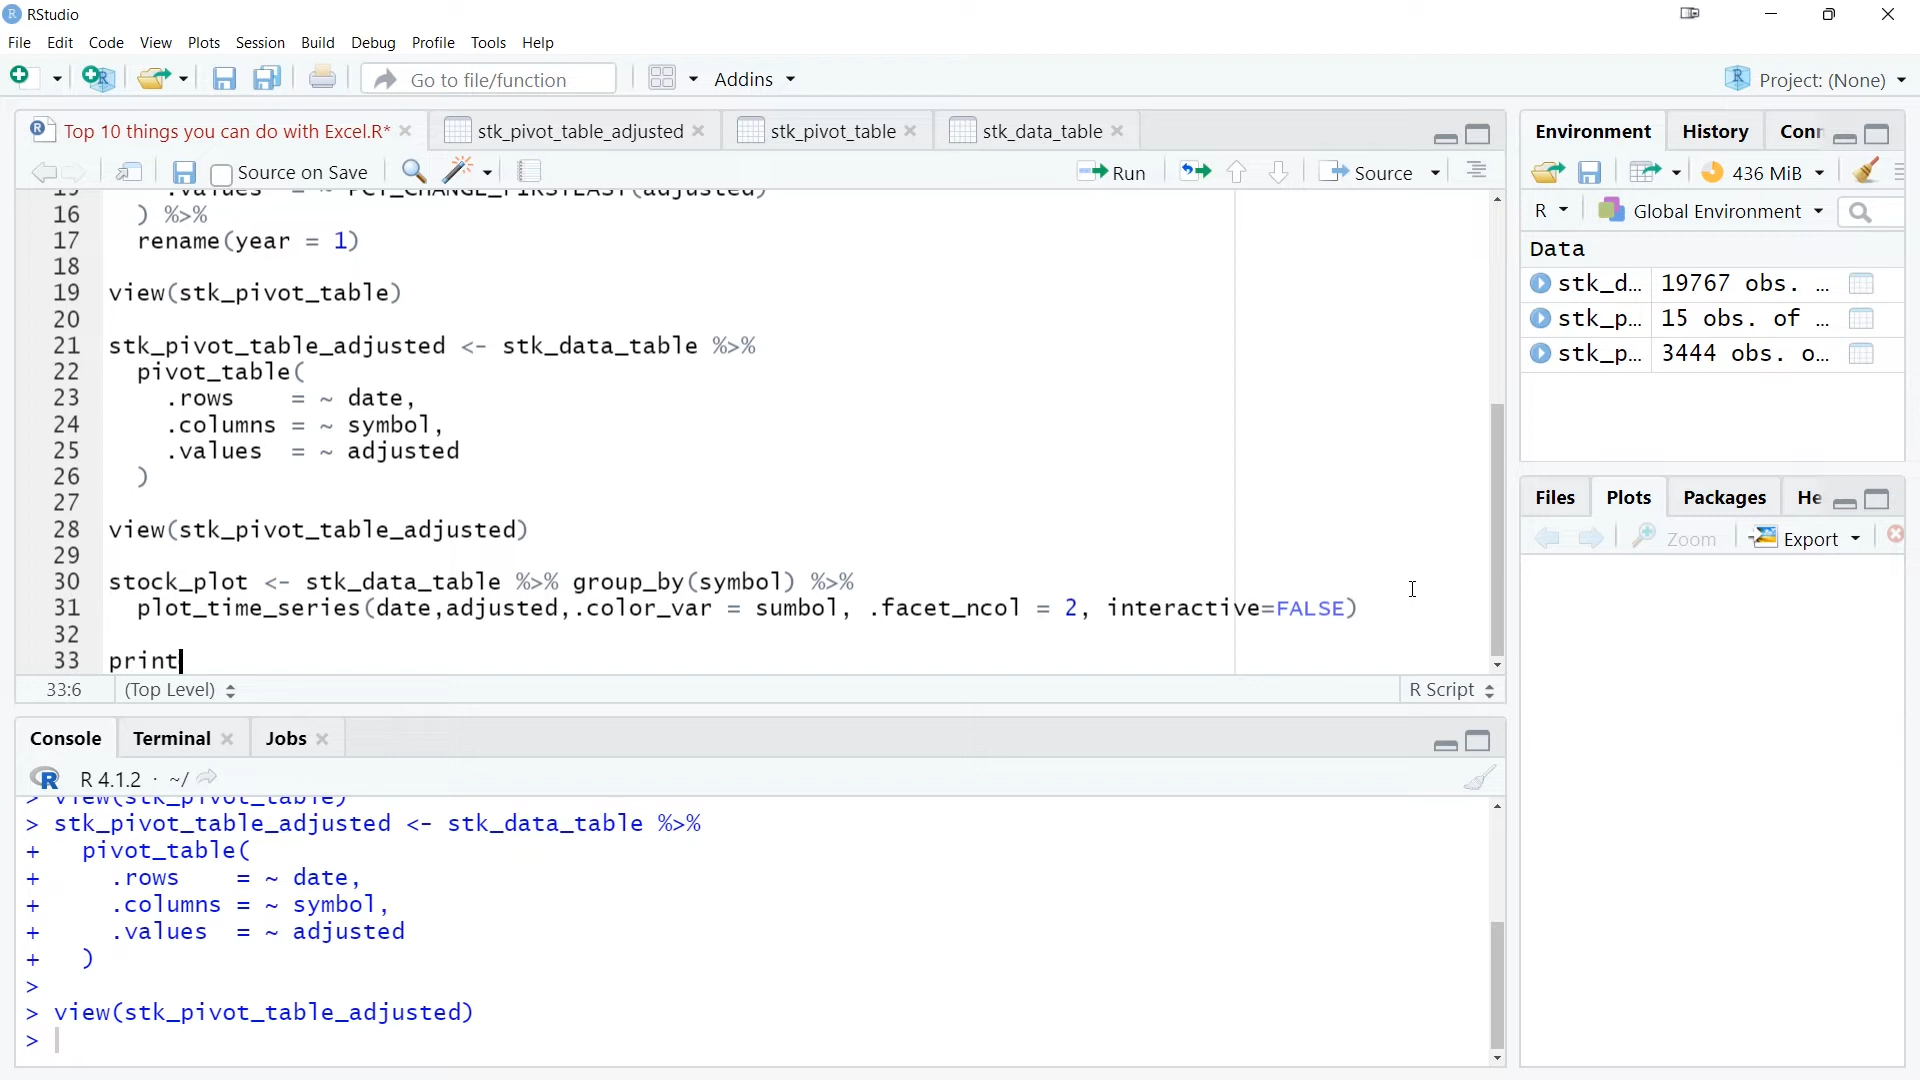 RStudio
File Edit Code View Plots Session Build Debug Profile Tools Help
Go to file/function Addins Project: (None)
Top 10 things you can do with Excel.R* stk_pivot_table_adjusted stk_pivot_table stk_data_table
Source on Save Run Source
15 .values = ~ PCT_CHANGE_FIRSTLAST(adjusted)
16 ) %>%
17 rename(year = 1)
18
19 view(stk_pivot_table)
20
21 stk_pivot_table_adjusted <- stk_data_table %>%
22 pivot_table(
23 .rows = ~ date,
24 .columns = ~ symbol,
25 .values = ~ adjusted
26 )
27
28 view(stk_pivot_table_adjusted)
29
30 stock_plot <- stk_data_table %>% group_by(symbol) %>%
31 plot_time_series(date,adjusted,.color_var = sumbol, .facet_ncol = 2, interactive=FALSE)
32
33 print
33:6 (Top Level) R Script
Console Terminal Jobs
R 4.1.2 · ~/
> view(stk_pivot_table)
> stk_pivot_table_adjusted <- stk_data_table %>%
+ pivot_table(
+ .rows = ~ date,
+ .columns = ~ symbol,
+ .values = ~ adjusted
+ )
>
> view(stk_pivot_table_adjusted)
>
Environment History Conr
436 MiB
R Global Environment
Data
stk_d… 19767 obs. …
stk_p… 15 obs. of …
stk_p… 3444 obs. o…
Files Plots Packages He
Zoom Export